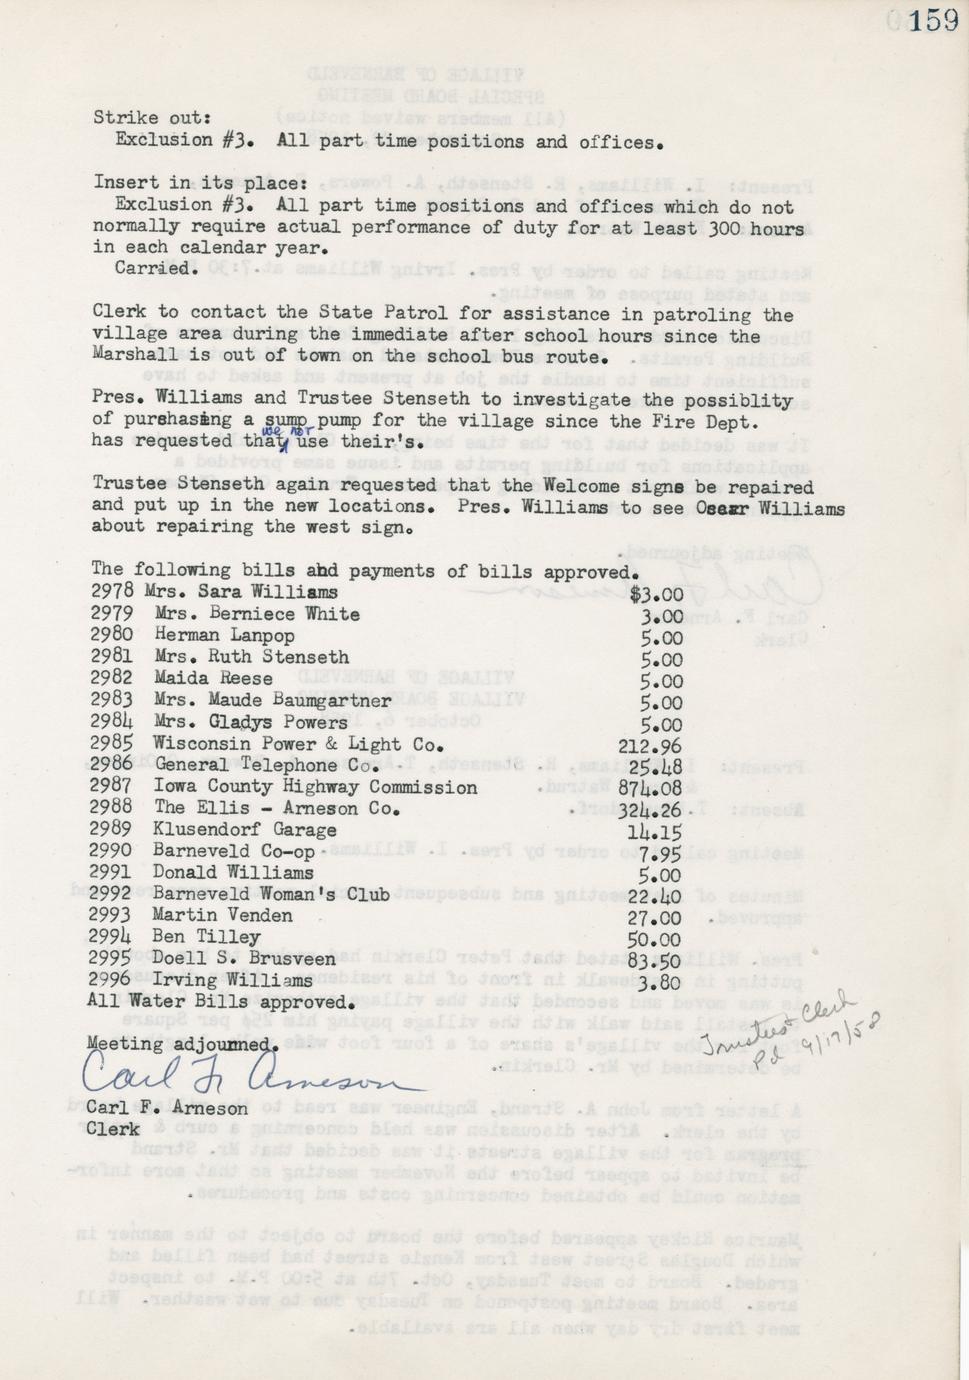 159
Strike out:
Exclusion #3. All part time positions and offices.
Insert in its place:
Exclusion #3. All part time positions and offices which do not
normally require actual performance of duty for at least 300 hours
in each calendar year.
Carried.
Clerk to contact the State Patrol for assistance in patroling the
village area during the immediate after school hours since the
Marshall is out of town on the school bus route.
Pres. Williams and Trustee Stenseth to investigate the possiblity
of purshasing a sump pump for the village since the Fire Dept.
we not
has requested that use their's.
Trustee Stenseth again requested that the Welcome signs be repaired
and put up in the new locations. Pres. Williams to see Oscar Williams
about repairing the west sign.
The following bills and payments of bills approved.
2978 Mrs. Sara Williams $3.00
2979 Mrs. Berniece White 3.00
2980 Herman Lanpop 5.00
2981 Mrs. Ruth Stenseth 5.00
2982 Maida Reese 5.00
2983 Mrs. Maude Baumgartner 5.00
2984 Mrs. Gladys Powers 5.00
2985 Wisconsin Power & Light Co. 212.96
2986 General Telephone Co. 25.48
2987 Iowa County Highway Commission 874.08
2988 The Ellis - Arneson Co. 324.26
2989 Klusendorf Garage 14.15
2990 Barneveld Co-op 7.95
2991 Donald Williams 5.00
2992 Barneveld Woman's Club 22.40
2993 Martin Venden 27.00
2994 Ben Tilley 50.00
2995 Doell S. Brusveen 83.50
2996 Irving Williams 3.80
All Water Bills approved.
Trustees + Clerk
Pd 9/17/58
Meeting adjourned.
Carl F. Arneson
Carl F. Arneson
Clerk